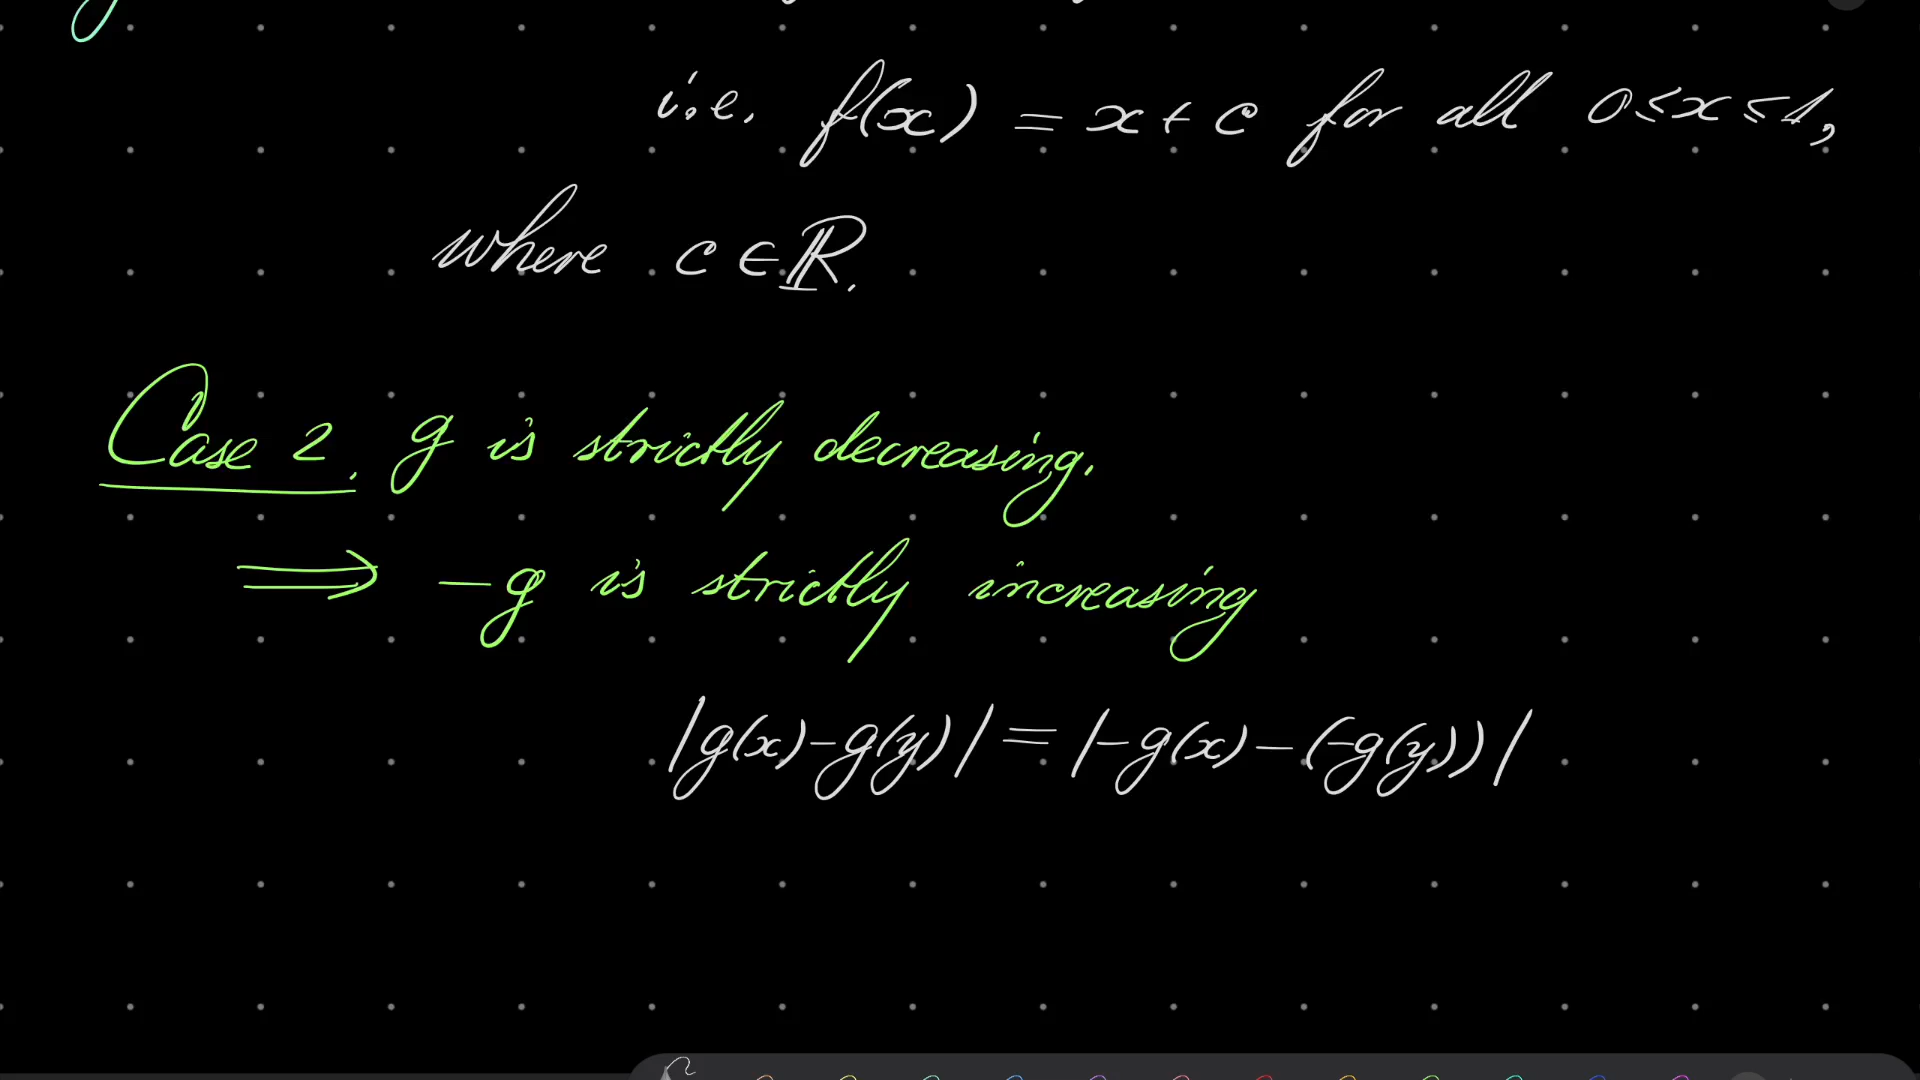 i.e. f(x) = x + c for all 0 ≤ x ≤ 1,
where c ∈ ℝ.
Case 2. g is strictly decreasing.
⟹ -g is strictly increasing
|g(x)-g(y)| = |-g(x)-(-g(y))|